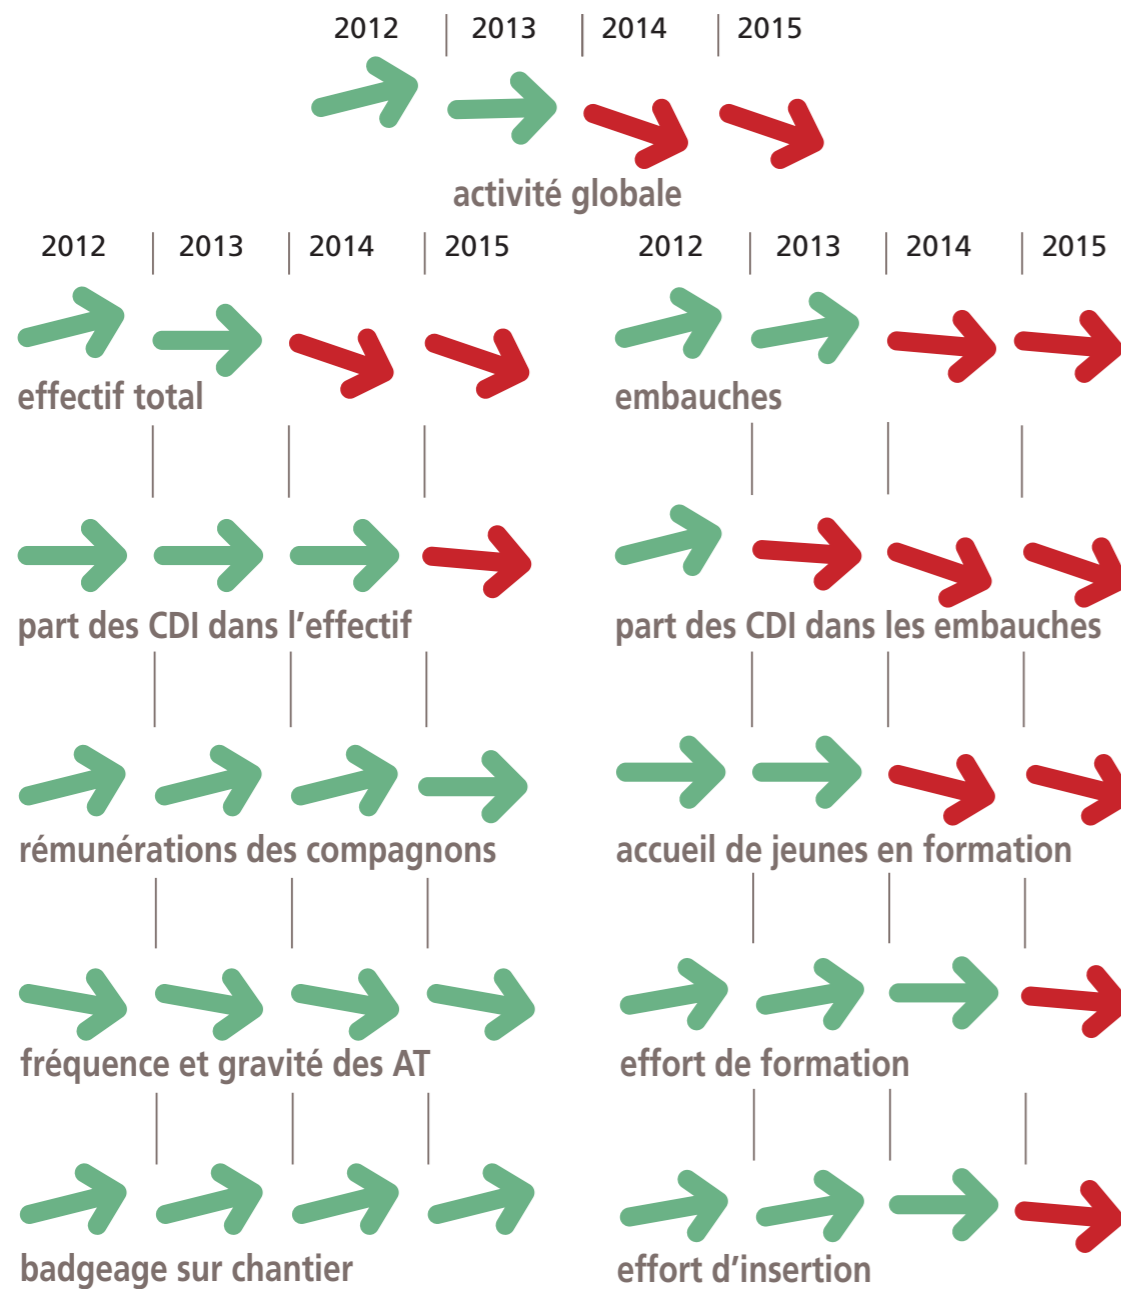 2012 2013 2014 2015
activité globale
2012 2013 2014 2015
2012 2013 2014 2015
effectif total
embauches
part des CDI dans l'effectif
part des CDI dans les embauches
rémunérations des compagnons
accueil de jeunes en formation
fréquence et gravité des AT
effort de formation
badgeage sur chantier
effort d'insertion